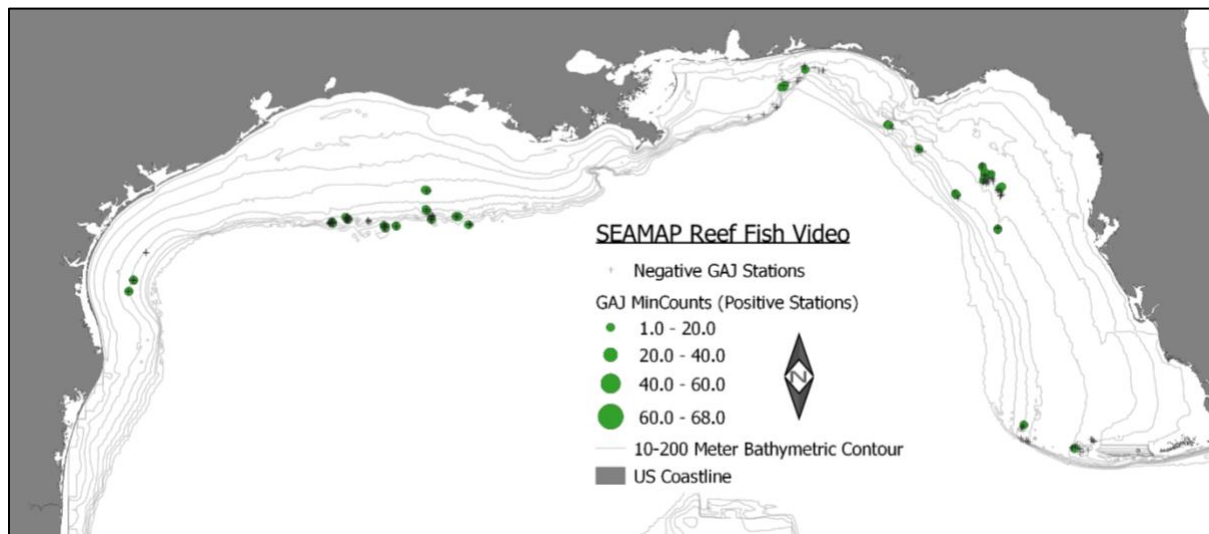 SEAMAP Reef Fish Video
Negative GAJ Stations
GAJ MinCounts (Positive Stations)
1.0 - 20.0
20.0 - 40.0
40.0 - 60.0
60.0 - 68.0
N
10-200 Meter Bathymetric Contour
US Coastline